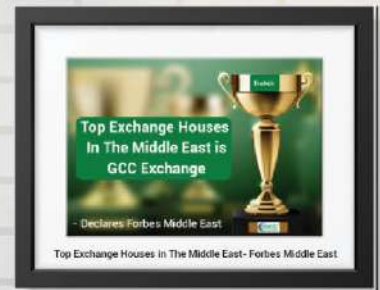 Top Exchange Houses
In The Middle East is
GCC Exchange
- Declares Forbes Middle East
Top Exchange Houses in The Middle East- Forbes Middle East